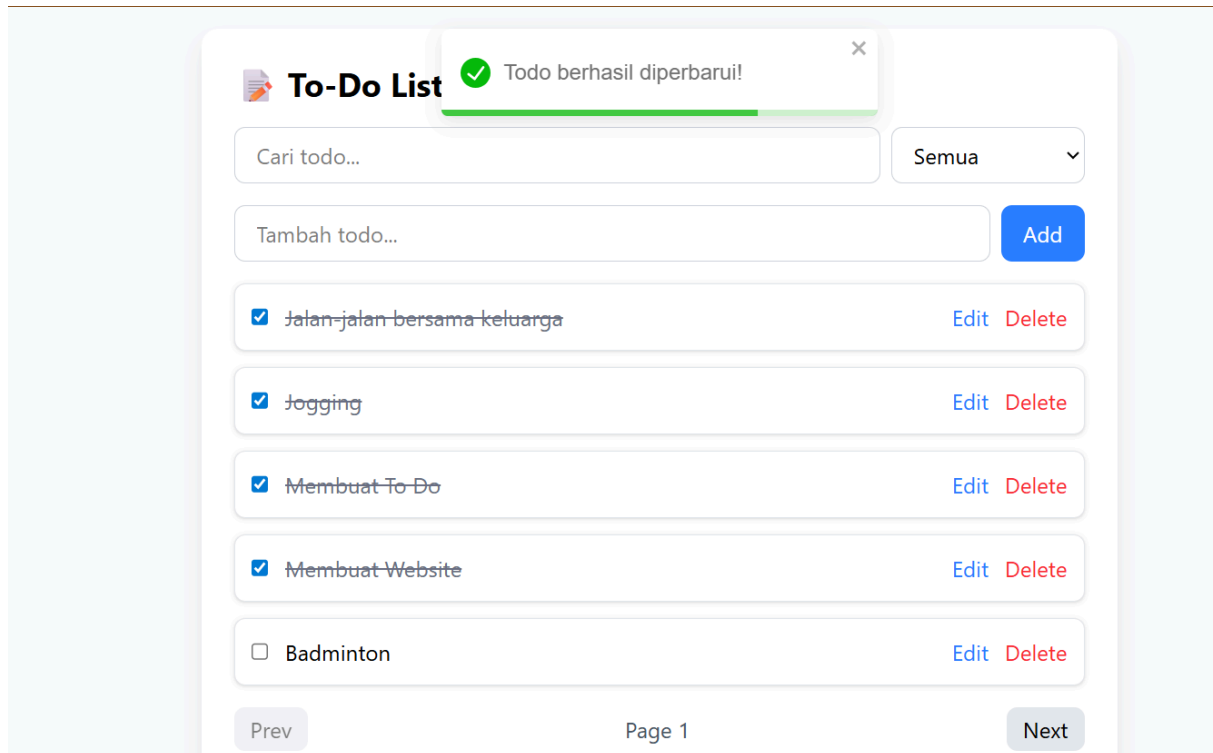 To-Do List
Todo berhasil diperbarui!
Cari todo...
Semua
Tambah todo...
Add
Jalan-jalan bersama keluarga
Edit Delete
Jogging
Edit Delete
Membuat To Do
Edit Delete
Membuat Website
Edit Delete
Badminton
Edit Delete
Prev
Page 1
Next